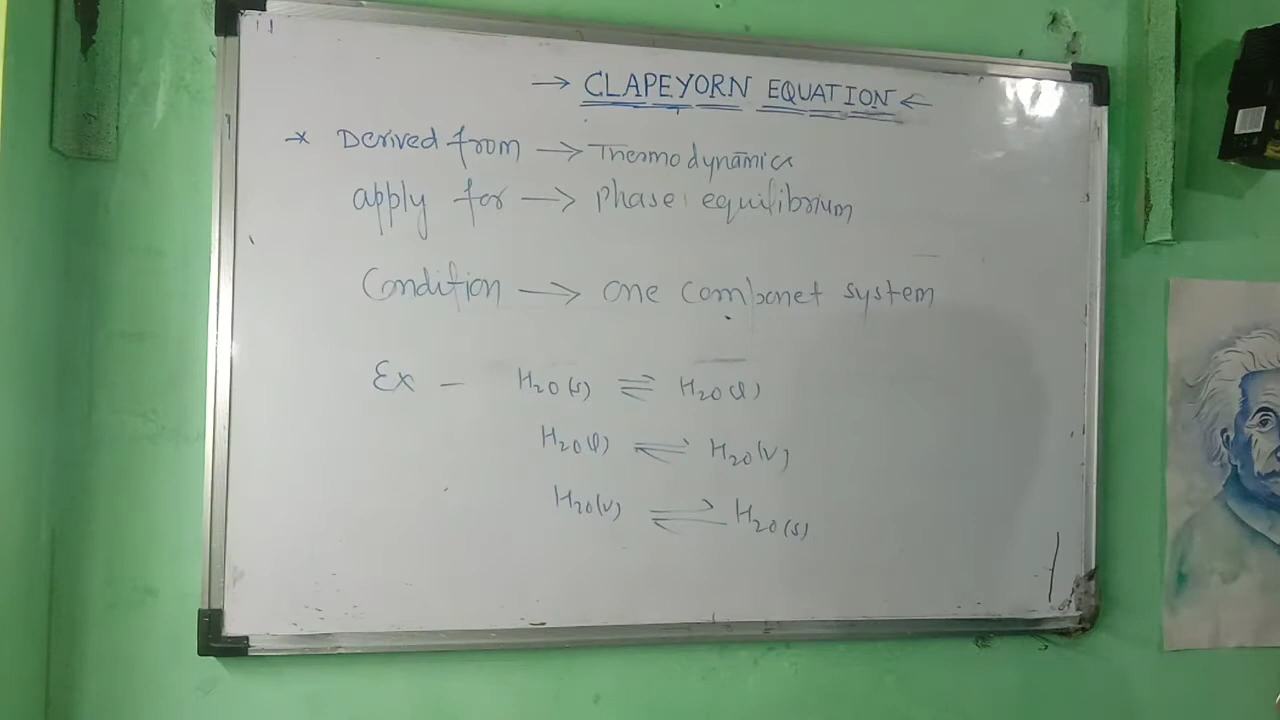 → CLAPEYORN EQUATION ←
* Derived from → Thermodynamics
apply for → phase equilibrium
Condition → one componet system
Ex - H2O(s) ⇌ H2O(l)
H2O(l) ⇌ H2O(v)
H2O(v) ⇌ H2O(s)